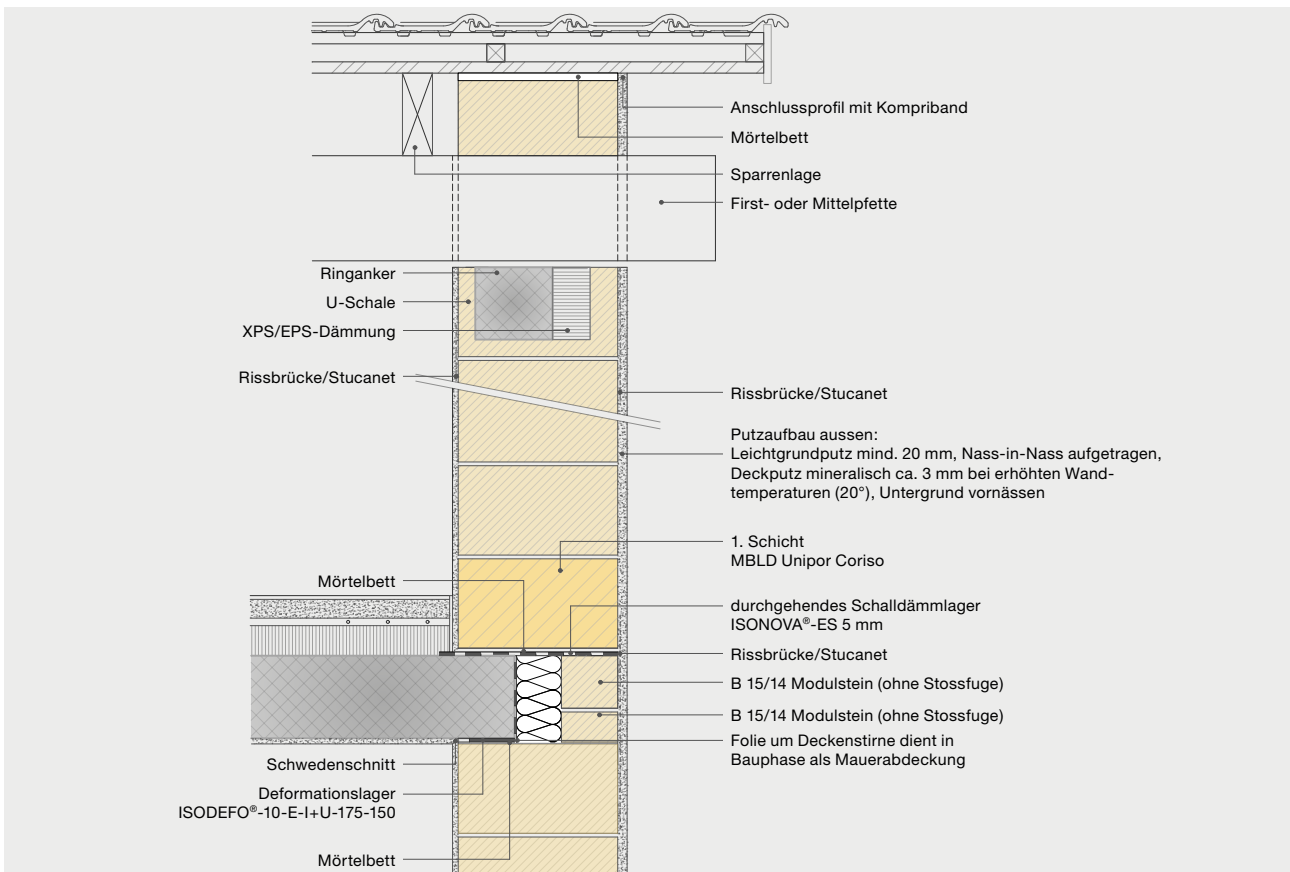 Anschlussprofil mit Kompriband
Mörtelbett
Sparrenlage
First- oder Mittelpfette
Ringanker
U-Schale
XPS/EPS-Dämmung
Rissbrücke/Stucanet
Rissbrücke/Stucanet
Putzaufbau aussen:
Leichtgrundputz mind. 20 mm, Nass-in-Nass aufgetragen,
Deckputz mineralisch ca. 3 mm bei erhöhten Wand-
temperaturen (20°), Untergrund vornässen
1. Schicht
MBLD Unipor Coriso
Mörtelbett
durchgehendes Schalldämmlager
ISONOVA®-ES 5 mm
Rissbrücke/Stucanet
B 15/14 Modulstein (ohne Stossfuge)
B 15/14 Modulstein (ohne Stossfuge)
Folie um Deckenstirne dient in
Bauphase als Mauerabdeckung
Schwedenschnitt
Deformationslager
ISODEFO®-10-E-I+U-175-150
Mörtelbett